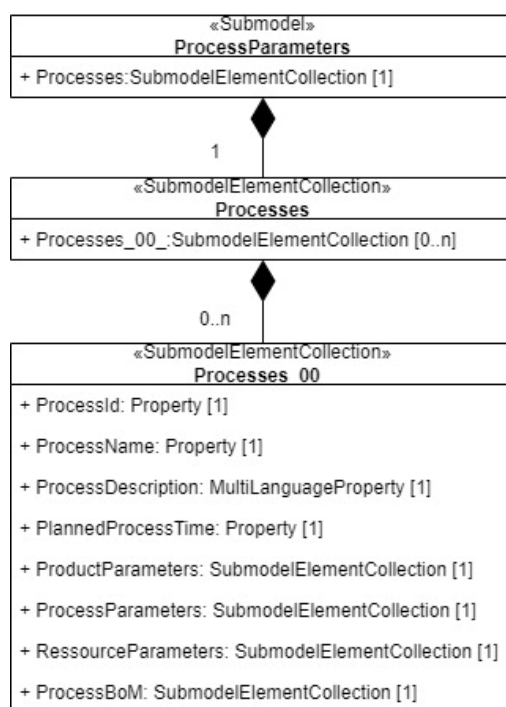 «Submodel»
ProcessParameters
+ Processes:SubmodelElementCollection [1]
1
«SubmodelElementCollection»
Processes
+ Processes_00_:SubmodelElementCollection [0..n]
0..n
«SubmodelElementCollection»
Processes_00
+ ProcessId: Property [1]
+ ProcessName: Property [1]
+ ProcessDescription: MultiLanguageProperty [1]
+ PlannedProcessTime: Property [1]
+ ProductParameters: SubmodelElementCollection [1]
+ ProcessParameters: SubmodelElementCollection [1]
+ RessourceParameters: SubmodelElementCollection [1]
+ ProcessBoM: SubmodelElementCollection [1]